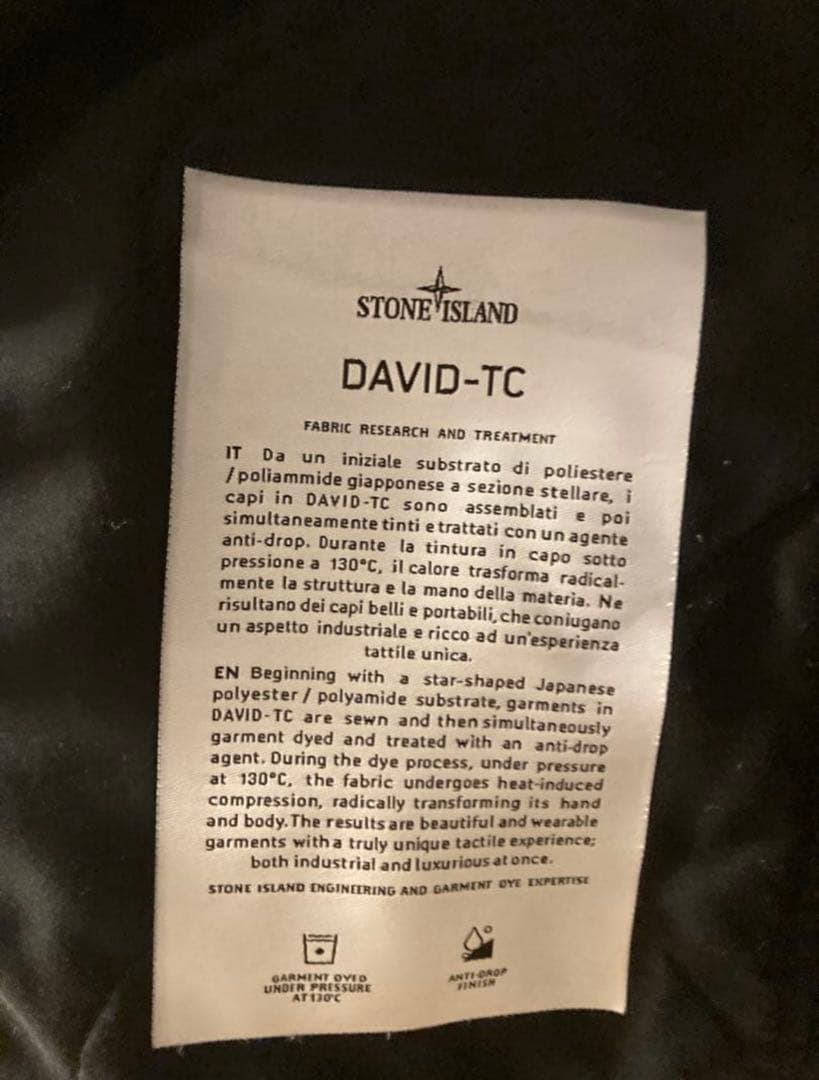 STONE ISLAND
DAVID-TC
FABRIC RESEARCH AND TREATMENT
IT Da un iniziale substrato di poliestere
/poliammide giapponese a sezione stellare, i
capi in DAVID-TC sono assemblati e poi
simultaneamente tinti e trattati con un agente
anti-drop. Durante la tintura in capo sotto
pressione a 130°C, il calore trasforma radical-
mente la struttura e la mano della materia. Ne
risultano dei capi belli e portabili, che coniugano
un aspetto industriale e ricco ad un'esperienza
tattile unica.
EN Beginning with a star-shaped Japanese
polyester / polyamide substrate, garments in
DAVID-TC are sewn and then simultaneously
garment dyed and treated with an anti-drop
agent. During the dye process, under pressure
at 130°C, the fabric undergoes heat-induced
compression, radically transforming its hand
and body. The results are beautiful and wearable
garments with a truly unique tactile experience;
both industrial and luxurious at once.
STONE ISLAND ENGINEERING AND GARMENT DYE EXPERTISE
GARMENT DYED
UNDER PRESSURE
AT 130°C
ANTI-DROP
FINISH